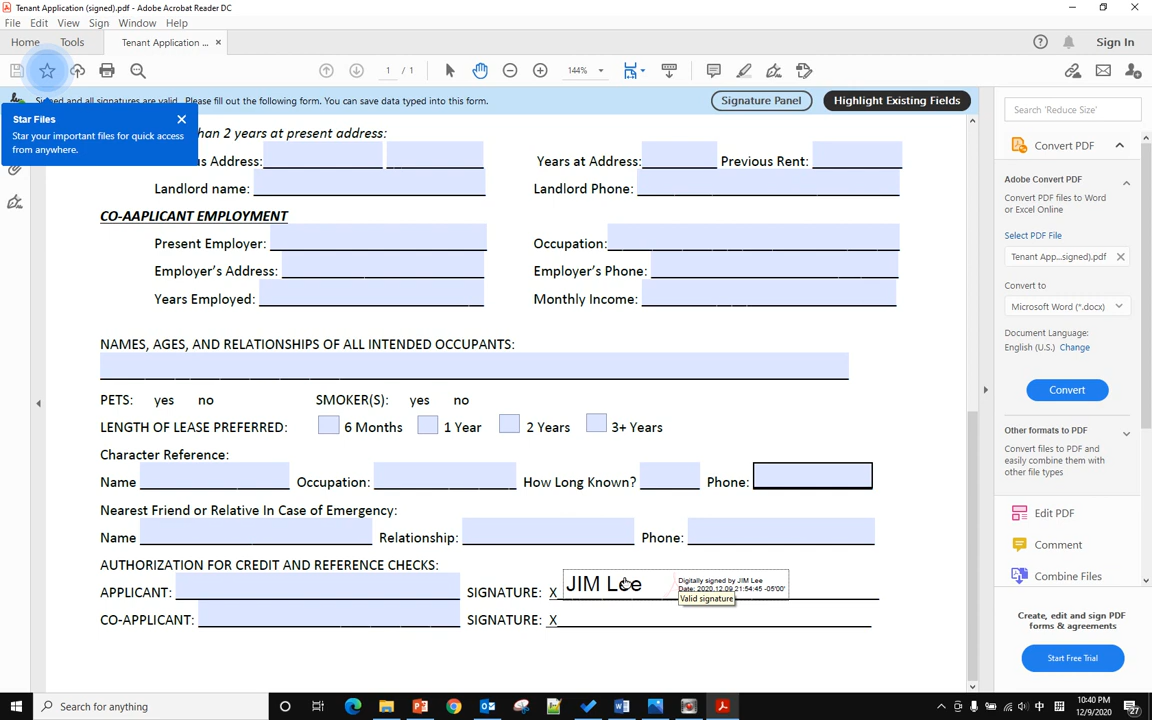 Tenant Application (signed).pdf - Adobe Acrobat Reader DC
File Edit View Sign Window Help
Home Tools Tenant Application ... × Sign In
1 / 1 144%
Signed and all signatures are valid. Please fill out the following form. You can save data typed into this form. Signature Panel Highlight Existing Fields
Star Files
Star your important files for quick access
from anywhere.
han 2 years at present address:
us Address: Years at Address: Previous Rent:
Landlord name: Landlord Phone:
CO-AAPLICANT EMPLOYMENT
Present Employer: Occupation:
Employer's Address: Employer's Phone:
Years Employed: Monthly Income:
NAMES, AGES, AND RELATIONSHIPS OF ALL INTENDED OCCUPANTS:
PETS: yes no SMOKER(S): yes no
LENGTH OF LEASE PREFERRED: 6 Months 1 Year 2 Years 3+ Years
Character Reference:
Name Occupation: How Long Known? Phone:
Nearest Friend or Relative In Case of Emergency:
Name Relationship: Phone:
AUTHORIZATION FOR CREDIT AND REFERENCE CHECKS:
APPLICANT: SIGNATURE: X JIM Lee
Digitally signed by JIM Lee
Date: 2020.12.09 21:54:45 -05'00'
Valid signature
CO-APPLICANT: SIGNATURE: X
Search 'Reduce Size'
Convert PDF
Adobe Convert PDF
Convert PDF files to Word
or Excel Online
Select PDF File
Tenant App...signed).pdf
Convert to
Microsoft Word (*.docx)
Document Language:
English (U.S.) Change
Convert
Other formats to PDF
Convert files to PDF and
easily combine them with
other file types
Edit PDF
Comment
Combine Files
Create, edit and sign PDF
forms & agreements
Start Free Trial
Type here to search